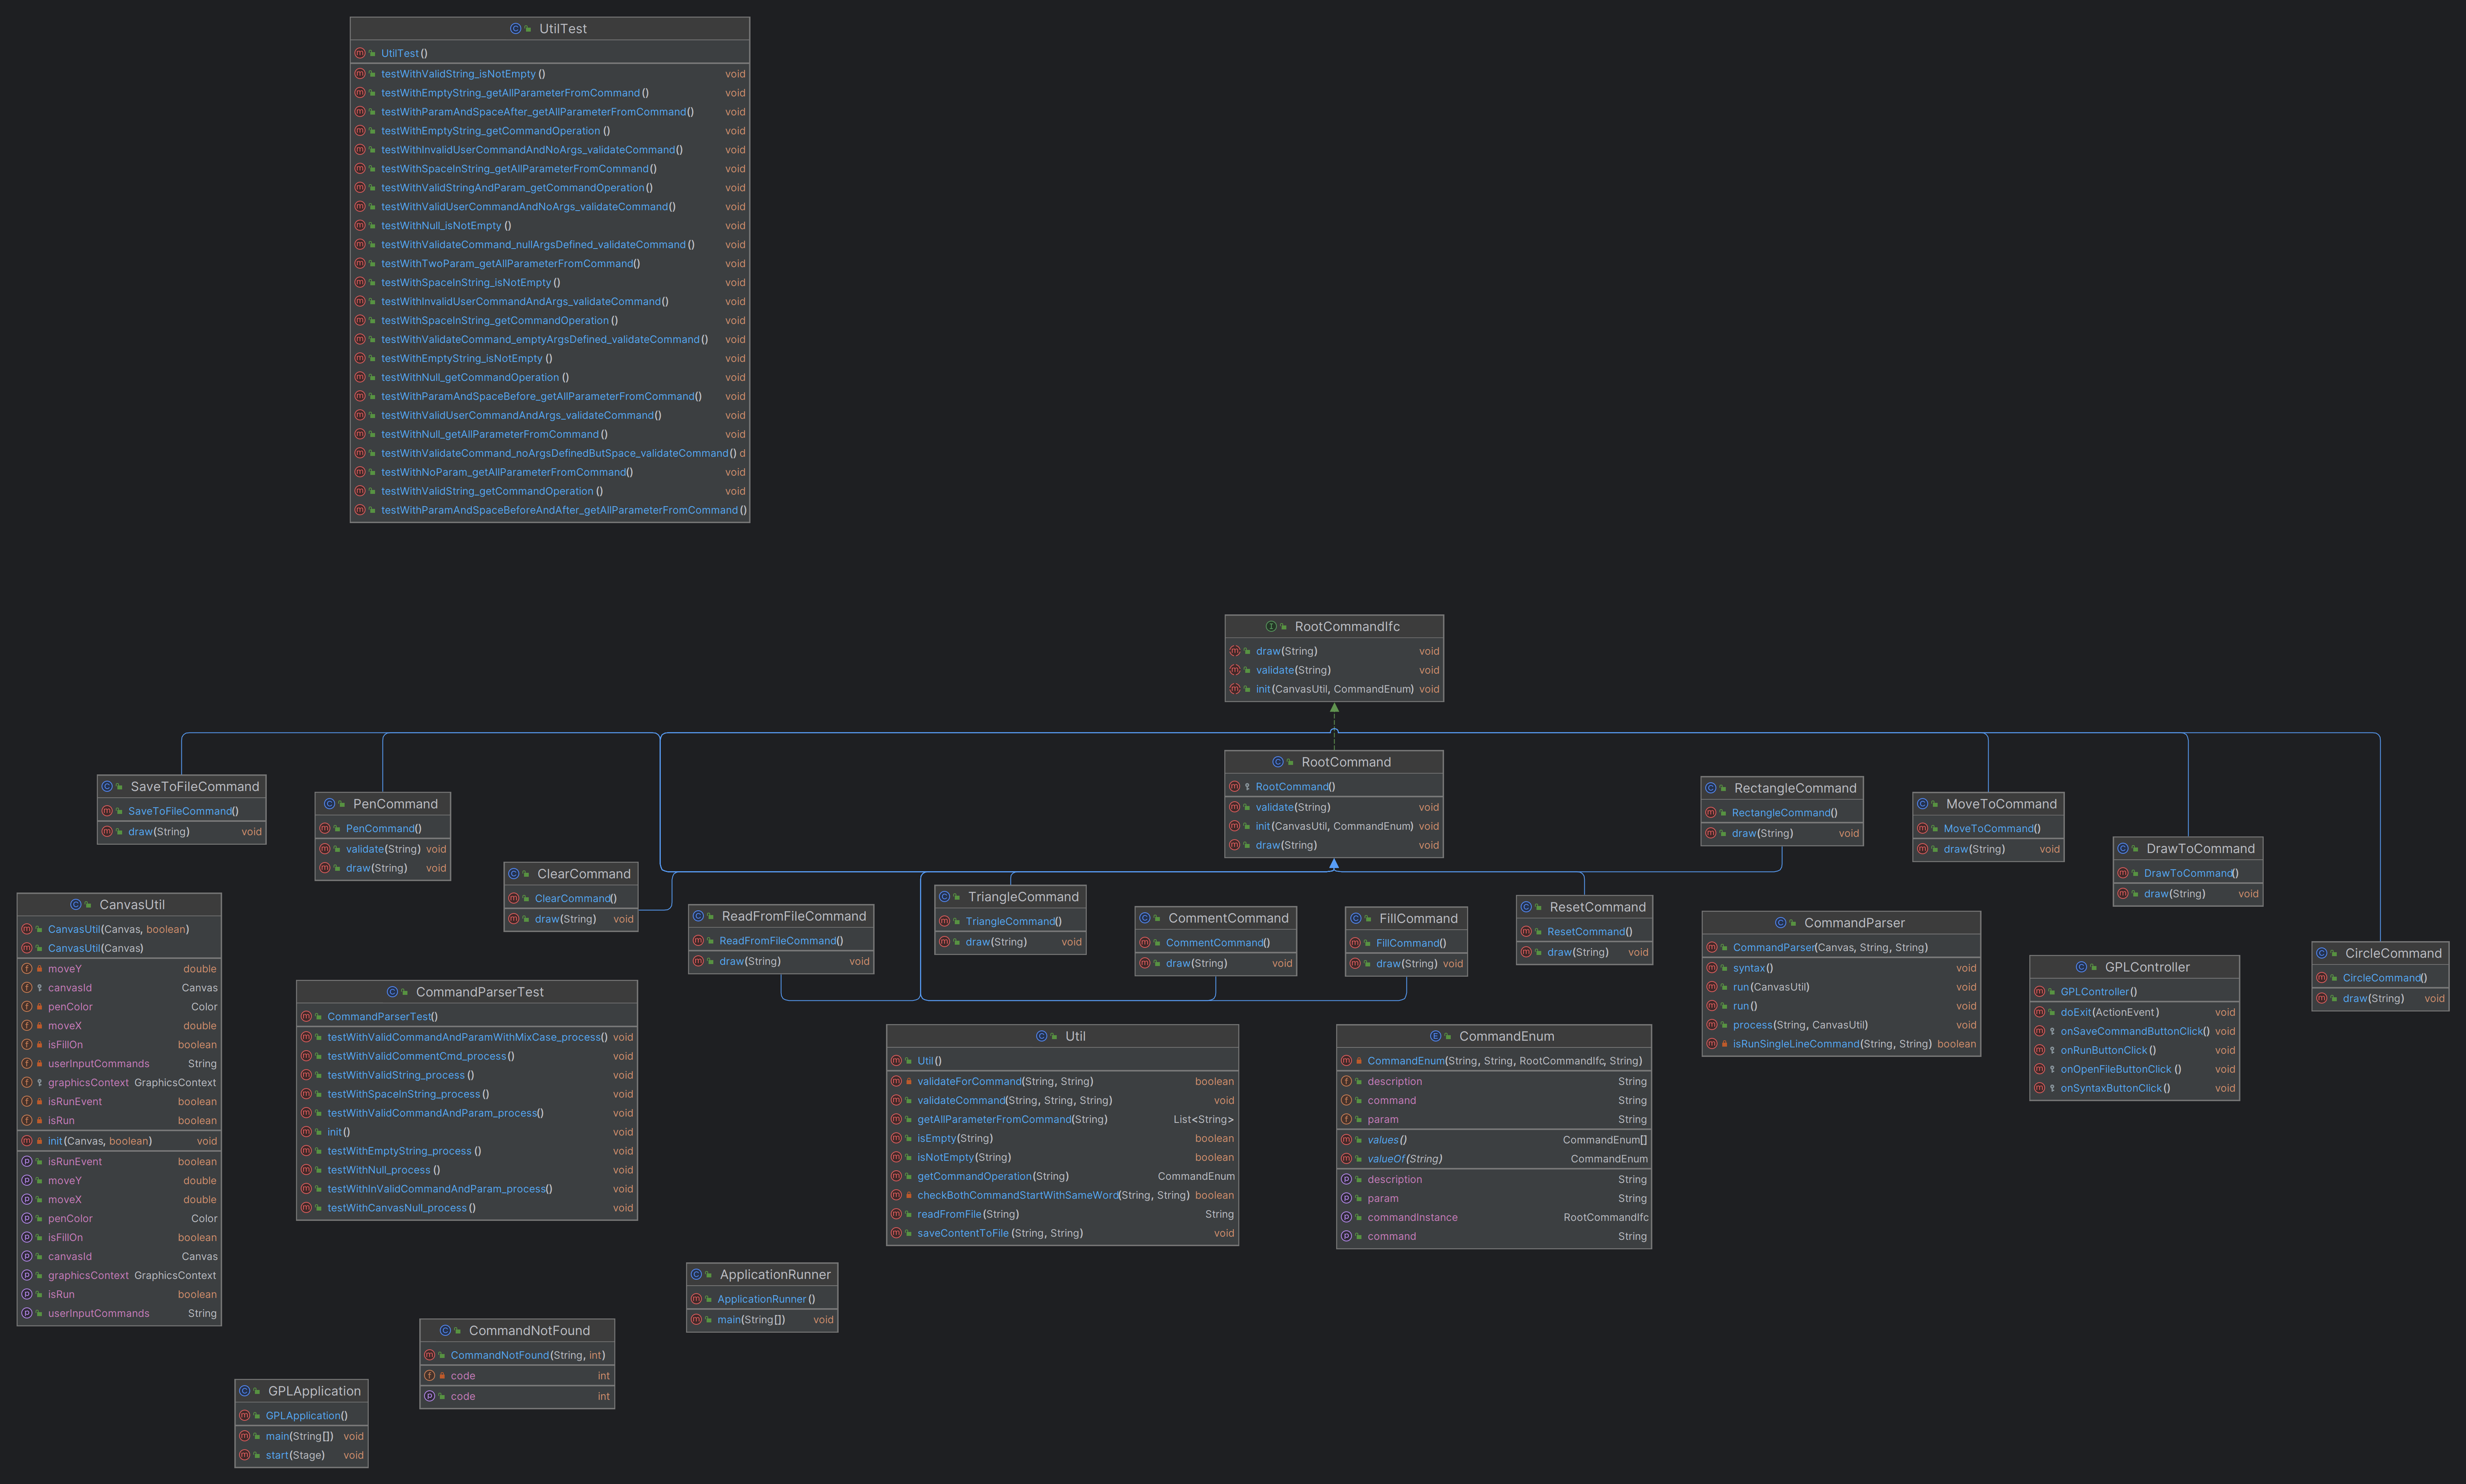 UtilTest
UtilTest()
testWithValidString_isNotEmpty() void
testWithEmptyString_getAllParameterFromCommand() void
testWithParamAndSpaceAfter_getAllParameterFromCommand() void
testWithEmptyString_getCommandOperation() void
testWithInvalidUserCommandAndNoArgs_validateCommand() void
testWithSpaceInString_getAllParameterFromCommand() void
testWithValidStringAndParam_getCommandOperation() void
testWithValidUserCommandAndNoArgs_validateCommand() void
testWithNull_isNotEmpty() void
testWithValidateCommand_nullArgsDefined_validateCommand() void
testWithTwoParam_getAllParameterFromCommand() void
testWithSpaceInString_isNotEmpty() void
testWithInvalidUserCommandAndArgs_validateCommand() void
testWithSpaceInString_getCommandOperation() void
testWithValidateCommand_emptyArgsDefined_validateCommand() void
testWithEmptyString_isNotEmpty() void
testWithNull_getCommandOperation() void
testWithParamAndSpaceBefore_getAllParameterFromCommand() void
testWithValidUserCommandAndArgs_validateCommand() void
testWithNull_getAllParameterFromCommand() void
testWithValidateCommand_noArgsDefinedButSpace_validateCommand() d
testWithNoParam_getAllParameterFromCommand() void
testWithValidString_getCommandOperation() void
testWithParamAndSpaceBeforeAndAfter_getAllParameterFromCommand()
RootCommandIfc
draw(String) void
validate(String) void
init(CanvasUtil, CommandEnum) void
RootCommand
RootCommand()
validate(String) void
init(CanvasUtil, CommandEnum) void
draw(String) void
SaveToFileCommand
SaveToFileCommand()
draw(String) void
PenCommand
PenCommand()
validate(String) void
draw(String) void
ClearCommand
ClearCommand()
draw(String) void
ReadFromFileCommand
ReadFromFileCommand()
draw(String) void
TriangleCommand
TriangleCommand()
draw(String) void
CommentCommand
CommentCommand()
draw(String) void
FillCommand
FillCommand()
draw(String) void
ResetCommand
ResetCommand()
draw(String) void
RectangleCommand
RectangleCommand()
draw(String) void
MoveToCommand
MoveToCommand()
draw(String) void
DrawToCommand
DrawToCommand()
draw(String) void
CircleCommand
CircleCommand()
draw(String) void
CanvasUtil
CanvasUtil(Canvas, boolean)
CanvasUtil(Canvas)
moveY double
canvasId Canvas
penColor Color
moveX double
isFillOn boolean
userInputCommands String
graphicsContext GraphicsContext
isRunEvent boolean
isRun boolean
init(Canvas, boolean) void
isRunEvent boolean
moveY double
moveX double
penColor Color
isFillOn boolean
canvasId Canvas
graphicsContext GraphicsContext
isRun boolean
userInputCommands String
CommandParserTest
CommandParserTest()
testWithValidCommandAndParamWithMixCase_process() void
testWithValidCommentCmd_process() void
testWithValidString_process() void
testWithSpaceInString_process() void
testWithValidCommandAndParam_process() void
init() void
testWithEmptyString_process() void
testWithNull_process() void
testWithInValidCommandAndParam_process() void
testWithCanvasNull_process() void
Util
Util()
validateForCommand(String, String) boolean
validateCommand(String, String, String) void
getAllParameterFromCommand(String) List<String>
isEmpty(String) boolean
isNotEmpty(String) boolean
getCommandOperation(String) CommandEnum
checkBothCommandStartWithSameWord(String, String) boolean
readFromFile(String) String
saveContentToFile(String, String) void
CommandEnum
CommandEnum(String, String, RootCommandIfc, String)
description String
command String
param String
values() CommandEnum[]
valueOf(String) CommandEnum
description String
param String
commandInstance RootCommandIfc
command String
CommandParser
CommandParser(Canvas, String, String)
syntax() void
run(CanvasUtil) void
run() void
process(String, CanvasUtil) void
isRunSingleLineCommand(String, String) boolean
GPLController
GPLController()
doExit(ActionEvent) void
onSaveCommandButtonClick() void
onRunButtonClick() void
onOpenFileButtonClick() void
onSyntaxButtonClick() void
ApplicationRunner
ApplicationRunner()
main(String[]) void
CommandNotFound
CommandNotFound(String, int)
code int
code int
GPLApplication
GPLApplication()
main(String[]) void
start(Stage) void